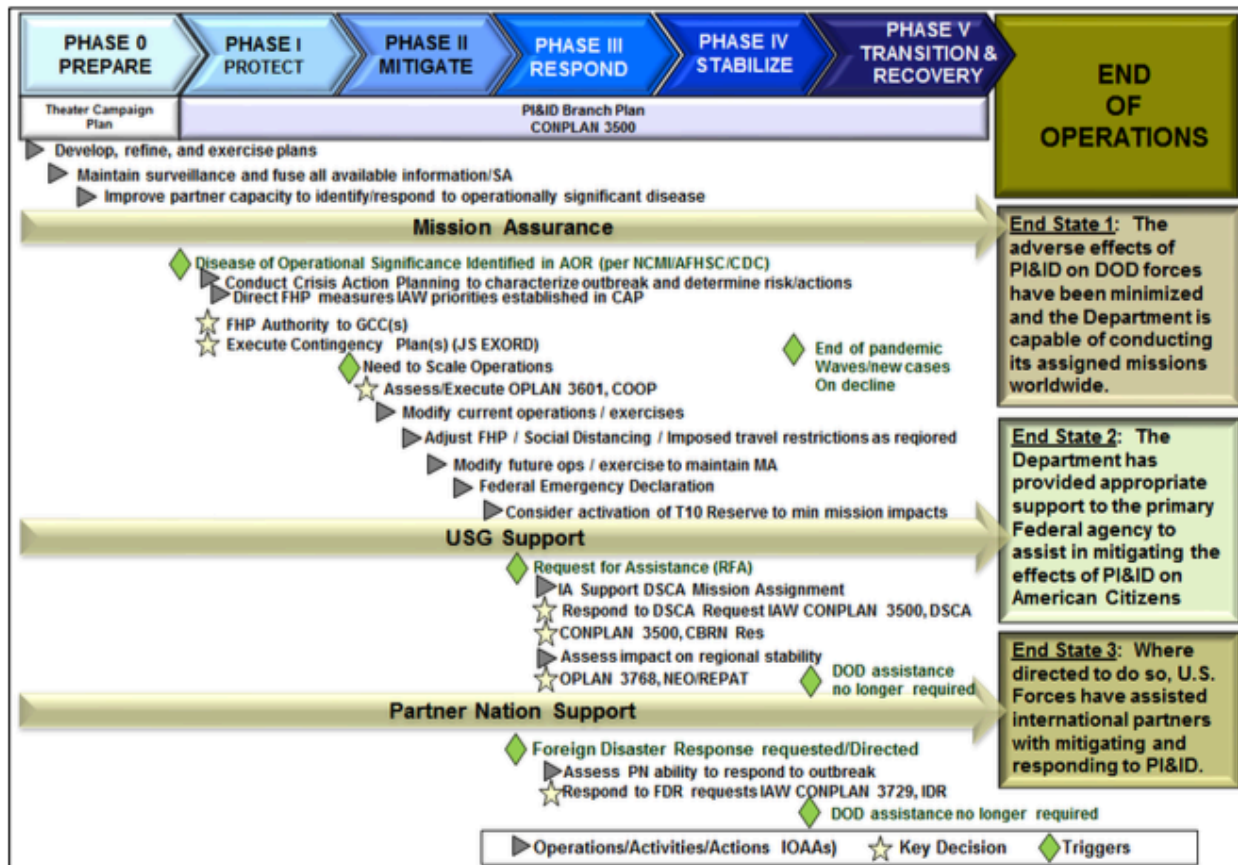 PHASE 0
PREPARE
PHASE I
PROTECT
PHASE II
MITIGATE
PHASE III
RESPOND
PHASE IV
STABILIZE
PHASE V
TRANSITION &
RECOVERY
END
OF
OPERATIONS
Theater Campaign
Plan
PI&ID Branch Plan
CONPLAN 3500
Develop, refine, and exercise plans
Maintain surveillance and fuse all available information/SA
Improve partner capacity to identify/respond to operationally significant disease
Mission Assurance
Disease of Operational Significance Identified in AOR (per NCMI/AFHSC/CDC)
Conduct Crisis Action Planning to characterize outbreak and determine risk/actions
Direct FHP measures IAW priorities established in CAP
FHP Authority to GCC(s)
Execute Contingency Plan(s) (JS EXORD)
Need to Scale Operations
Assess/Execute OPLAN 3601, COOP
End of pandemic
Waves/new cases
On decline
Modify current operations / exercises
Adjust FHP / Social Distancing / Imposed travel restrictions as reqiored
Modify future ops / exercise to maintain MA
Federal Emergency Declaration
Consider activation of T10 Reserve to min mission impacts
End State 1: The
adverse effects of
PI&ID on DOD forces
have been minimized
and the Department is
capable of conducting
its assigned missions
worldwide.
USG Support
Request for Assistance (RFA)
IA Support DSCA Mission Assignment
Respond to DSCA Request IAW CONPLAN 3500, DSCA
CONPLAN 3500, CBRN Res
Assess impact on regional stability
OPLAN 3768, NEO/REPAT
DOD assistance
no longer required
End State 2: The
Department has
provided appropriate
support to the primary
Federal agency to
assist in mitigating the
effects of PI&ID on
American Citizens
Partner Nation Support
Foreign Disaster Response requested/Directed
Assess PN ability to respond to outbreak
Respond to FDR requests IAW CONPLAN 3729, IDR
DOD assistance no longer required
End State 3: Where
directed to do so, U.S.
Forces have assisted
international partners
with mitigating and
responding to PI&ID.
Operations/Activities/Actions IOAAs)
Key Decision
Triggers